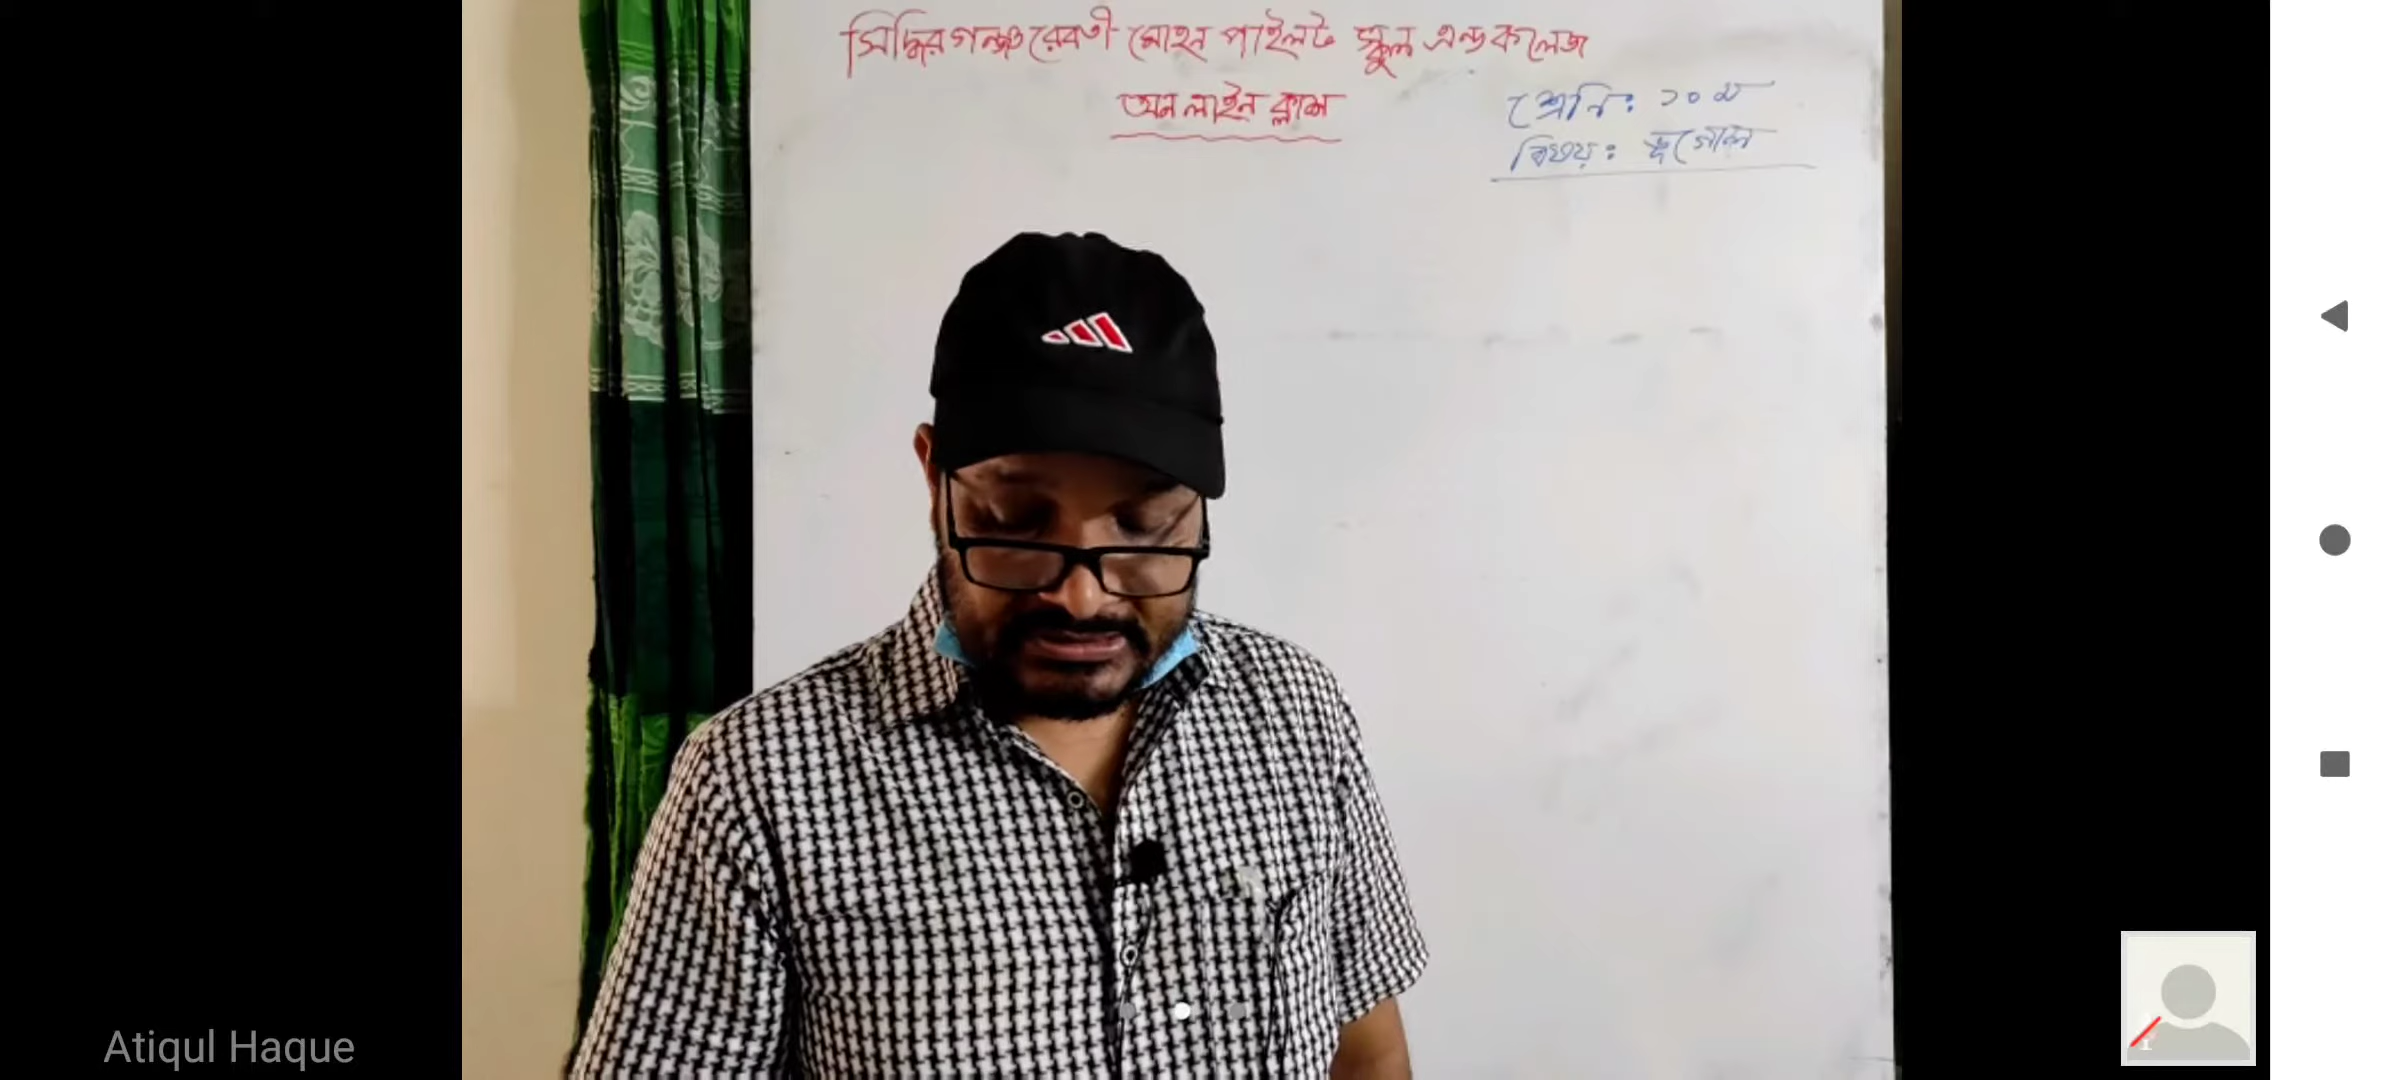 সিদ্ধিরগঞ্জ রেবতী মোহন পাইলট স্কুল এন্ড কলেজ
অনলাইন ক্লাশ
শ্রেনি: ১০ম
বিষয়: ভূগোল
Atiqul Haque